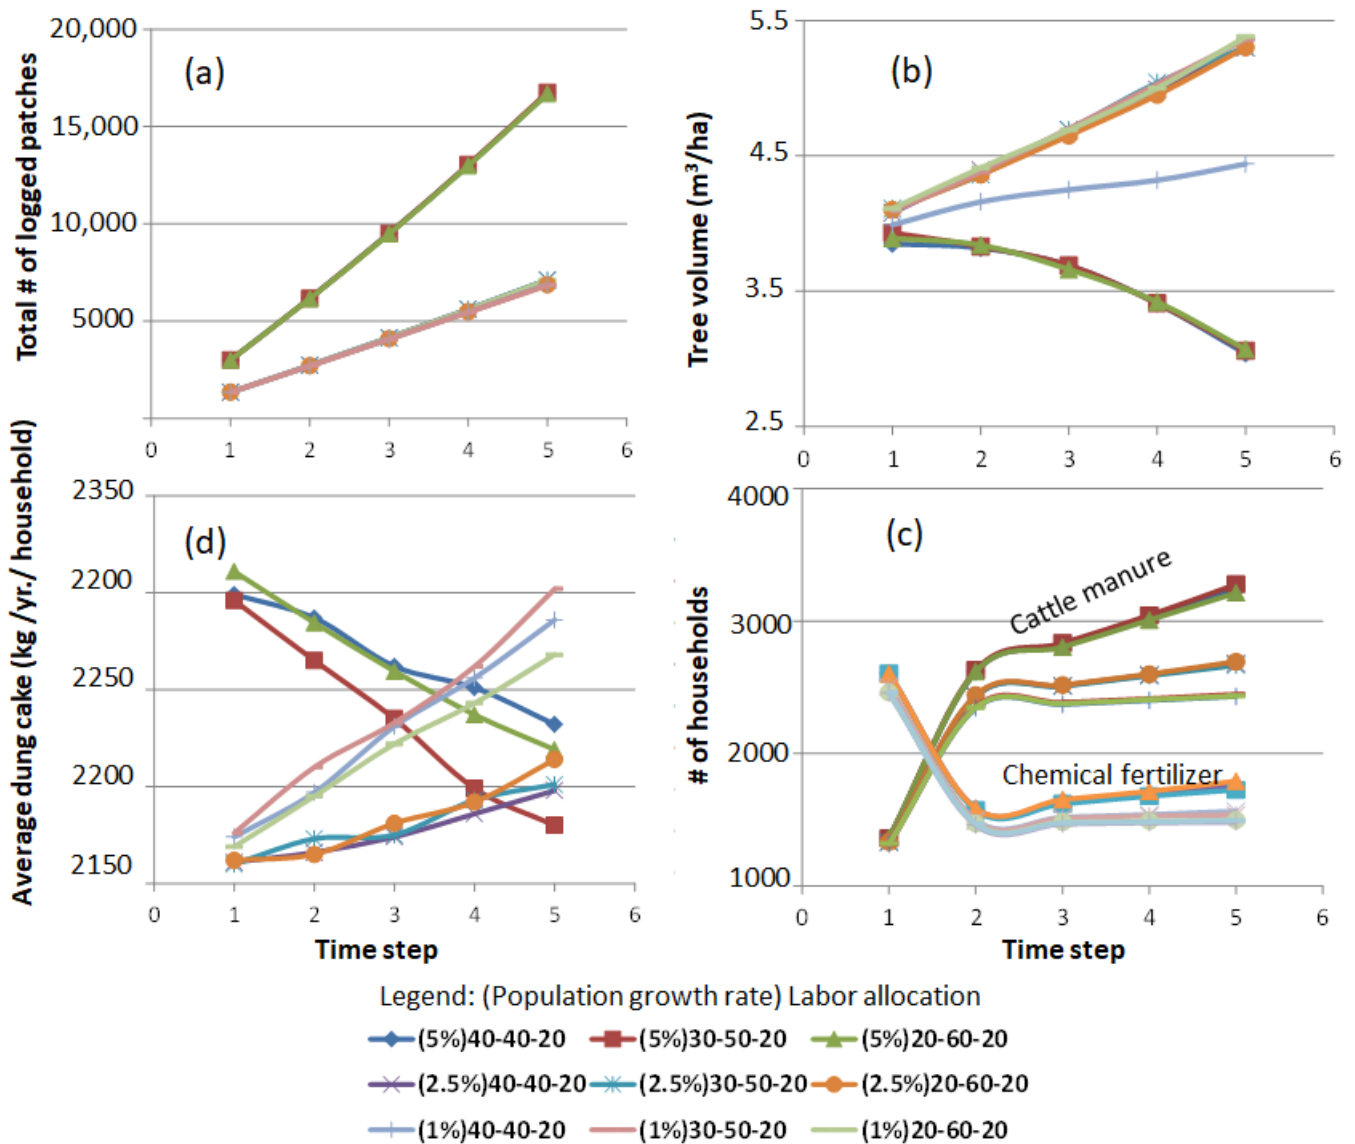 Total # of logged patches
20,000
15,000
10,000
5000
(a)
0 1 2 3 4 5 6
Tree volume (m³/ha)
5.5
4.5
3.5
2.5
(b)
0 1 2 3 4 5 6
Average dung cake (kg /yr./ household)
2350
2200
2250
2200
2150
(d)
0 1 2 3 4 5 6
Time step
# of households
4000
3000
2000
1000
(c)
Cattle manure
Chemical fertilizer
0 1 2 3 4 5 6
Time step
Legend: (Population growth rate) Labor allocation
(5%)40-40-20 (5%)30-50-20 (5%)20-60-20
(2.5%)40-40-20 (2.5%)30-50-20 (2.5%)20-60-20
(1%)40-40-20 (1%)30-50-20 (1%)20-60-20